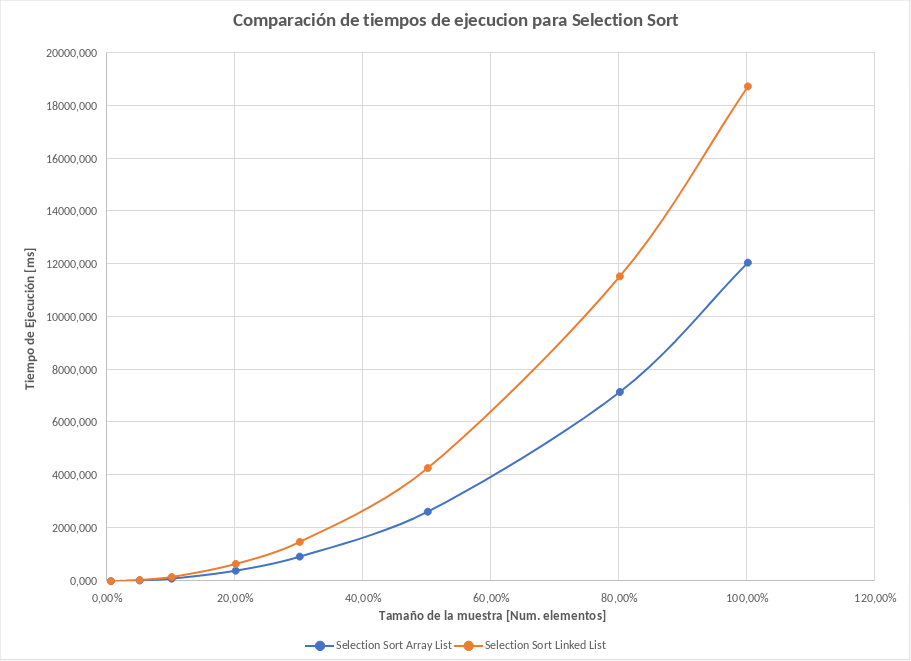 Comparación de tiempos de ejecucion para Selection Sort
20000,000
18000,000
16000,000
14000,000
12000,000
10000,000
8000,000
6000,000
4000,000
2000,000
0,000
Tiempo de Ejecución [ms]
0,00% 20,00% 40,00% 60,00% 80,00% 100,00% 120,00%
Tamaño de la muestra [Num. elementos]
Selection Sort Array List Selection Sort Linked List